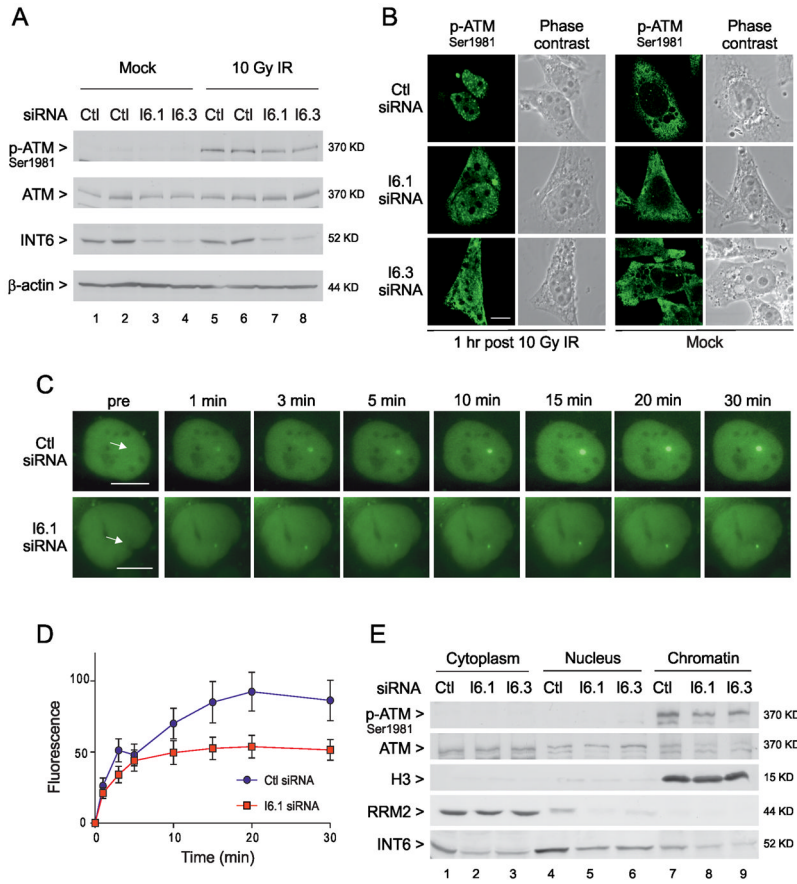 A
Mock 10 Gy IR
siRNA Ctl Ctl I6.1 I6.3 Ctl Ctl I6.1 I6.3
p-ATM > 370 KD
Ser1981
ATM > 370 KD
INT6 > 52 KD
β-actin > 44 KD
1 2 3 4 5 6 7 8
B
p-ATM Phase p-ATM Phase
Ser1981 contrast Ser1981 contrast
Ctl
siRNA
I6.1
siRNA
I6.3
siRNA
1 hr post 10 Gy IR Mock
C
pre 1 min 3 min 5 min 10 min 15 min 20 min 30 min
Ctl
siRNA
I6.1
siRNA
D
Fluorescence
100
50
0
0 10 20 30
Time (min)
Ctl siRNA
I6.1 siRNA
E
Cytoplasm Nucleus Chromatin
siRNA Ctl I6.1 I6.3 Ctl I6.1 I6.3 Ctl I6.1 I6.3
p-ATM > 370 KD
Ser1981
ATM > 370 KD
H3 > 15 KD
RRM2 > 44 KD
INT6 > 52 KD
1 2 3 4 5 6 7 8 9